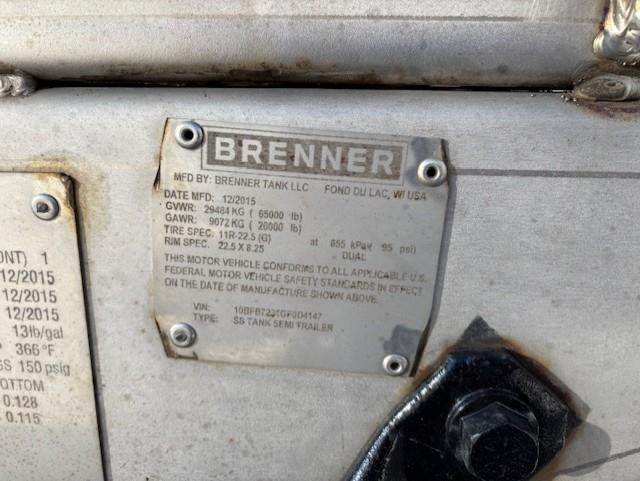 BRENNER
MFD BY: BRENNER TANK LLC FOND DU LAC, WI USA
DATE MFD: 12/2015
GVWR: 29484 KG ( 65000 lb)
GAWR: 9072 KG ( 20000 lb)
TIRE SPEC: 11R-22.5 (G) at 655 kPa/( 95 psi)
RIM SPEC. 22.5 X 8.25 DUAL
THIS MOTOR VEHICLE CONFORMS TO ALL APPLICABLE U.S.
FEDERAL MOTOR VEHICLE SAFETY STANDARDS IN EFFECT
ON THE DATE OF MANUFACTURE SHOWN ABOVE.
VIN:
TYPE: SS TANK SEMI TRAILER
ONT) 1
12/2015
12/2015
12/2015
13lb/gal
366°F
150 psig
OTTOM
0.128
0.115